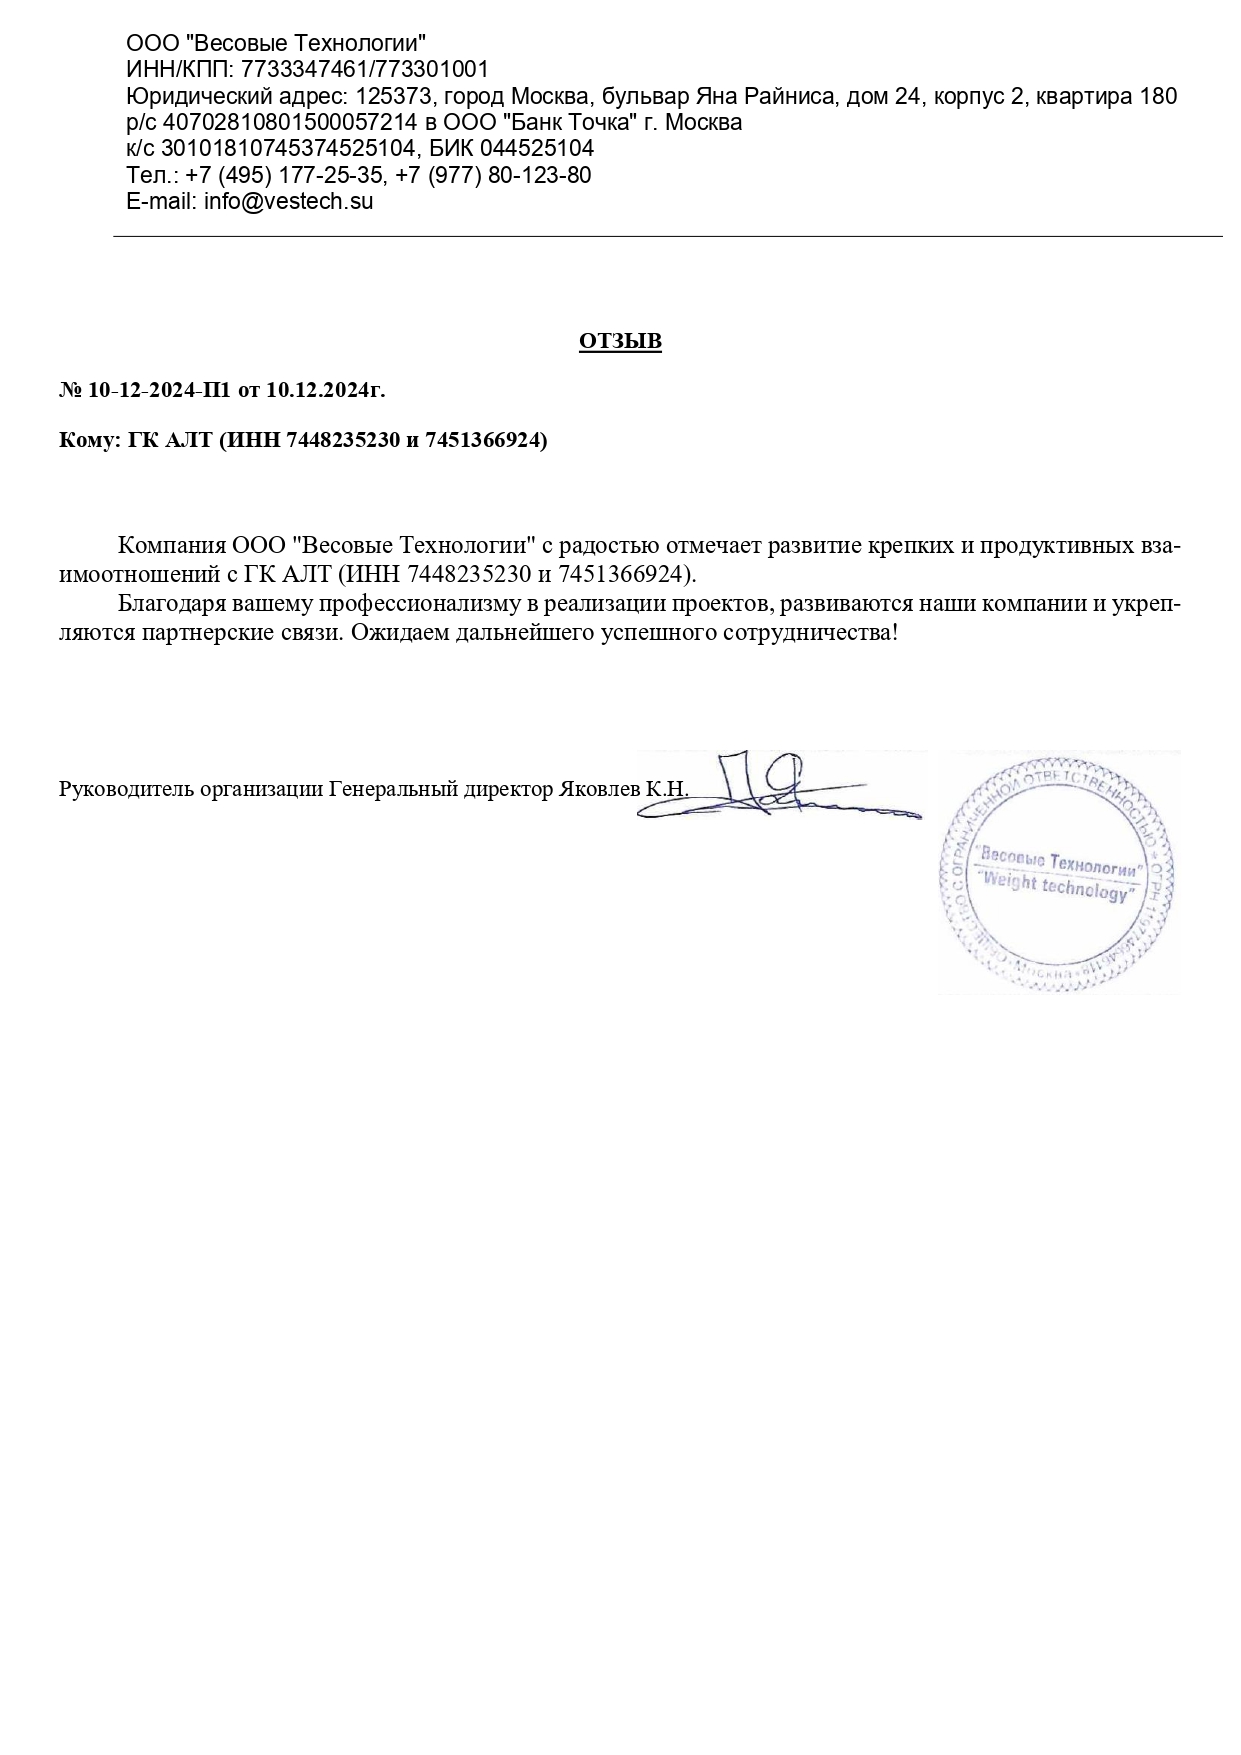 ООО "Весовые Технологии"
ИНН/КПП: 7733347461/773301001
Юридический адрес: 125373, город Москва, бульвар Яна Райниса, дом 24, корпус 2, квартира 180
р/с 40702810801500057214 в ООО "Банк Точка" г. Москва
к/с 30101810745374525104, БИК 044525104
Тел.: +7 (495) 177-25-35, +7 (977) 80-123-80
E-mail: info@vestech.su
ОТЗЫВ
№ 10-12-2024-П1 от 10.12.2024г.
Кому: ГК АЛТ (ИНН 7448235230 и 7451366924)
Компания ООО "Весовые Технологии" с радостью отмечает развитие крепких и продуктивных вза-
имоотношений с ГК АЛТ (ИНН 7448235230 и 7451366924).
Благодаря вашему профессионализму в реализации проектов, развиваются наши компании и укреп-
ляются партнерские связи. Ожидаем дальнейшего успешного сотрудничества!
Руководитель организации Генеральный директор Яковлев К.Н.
ОБЩЕСТВО С ОГРАНИЧЕННОЙ ОТВЕТСТВЕННОСТЬЮ * ОГРН
"Весовые Технологии"
"Weight technology"
Москва